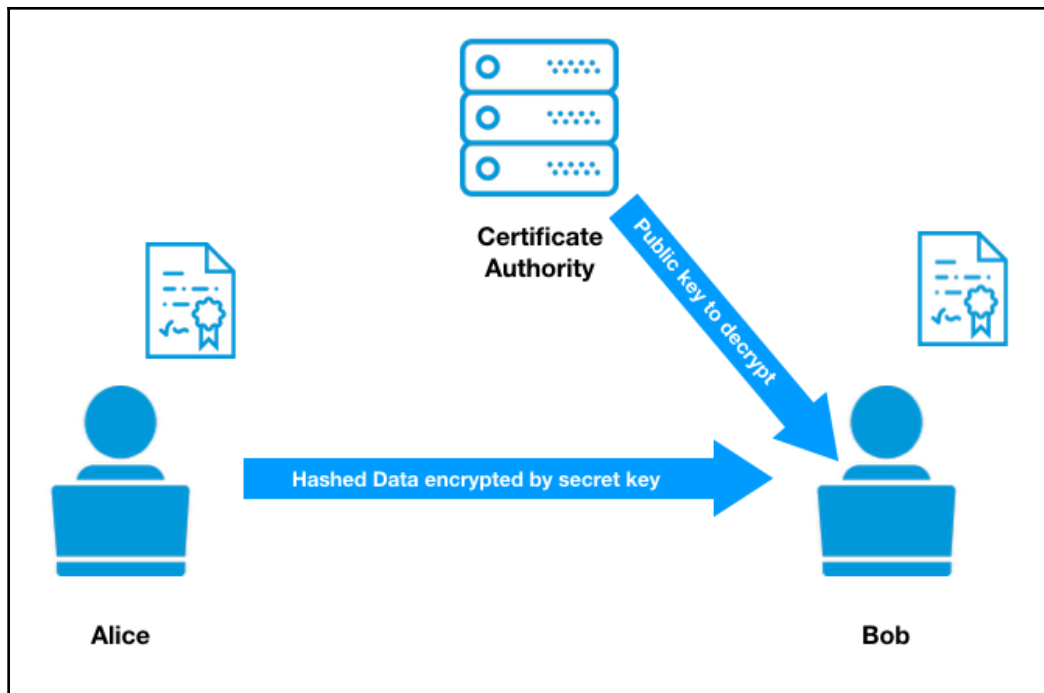 Certificate
Authority
Public key to decrypt
Hashed Data encrypted by secret key
Alice
Bob